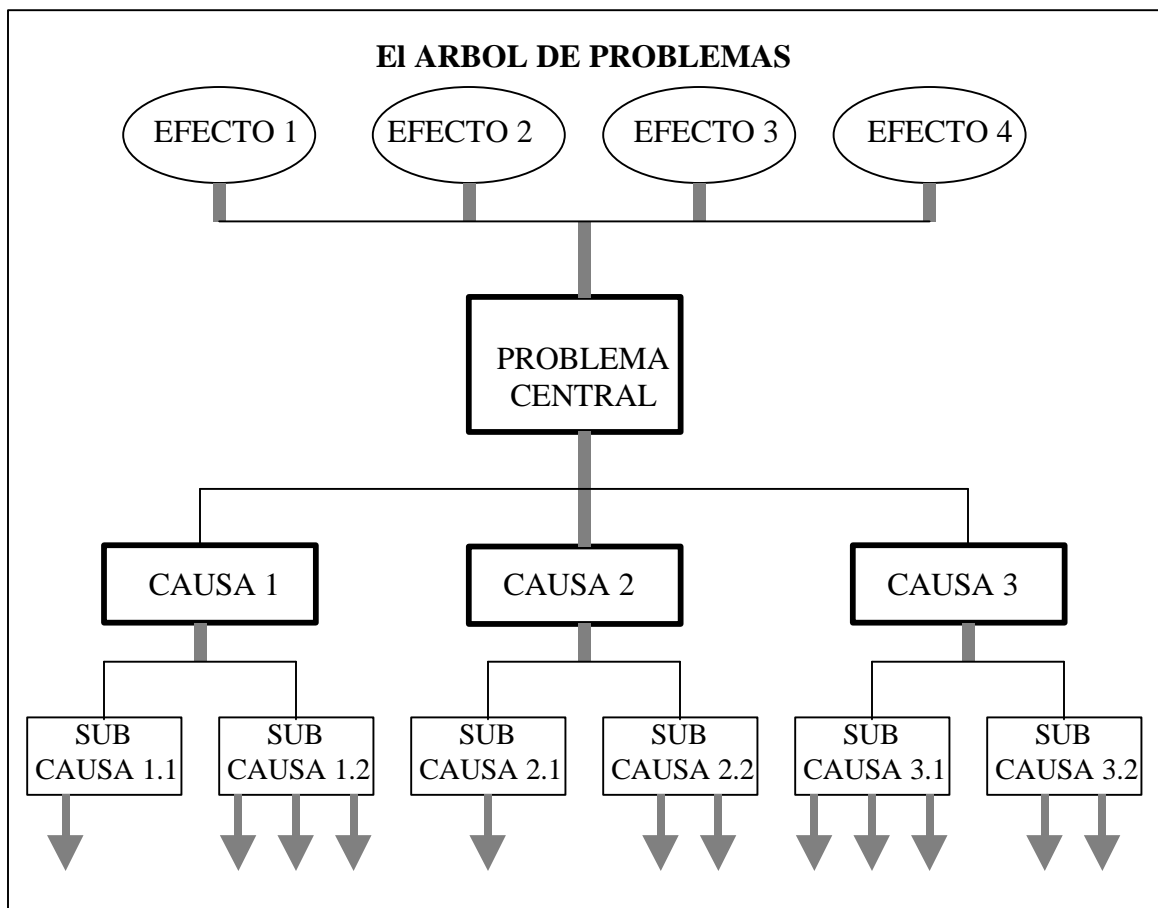 El ARBOL DE PROBLEMAS
EFECTO 1
EFECTO 2
EFECTO 3
EFECTO 4
PROBLEMA
CENTRAL
CAUSA 1
CAUSA 2
CAUSA 3
SUB
CAUSA 1.1
SUB
CAUSA 1.2
SUB
CAUSA 2.1
SUB
CAUSA 2.2
SUB
CAUSA 3.1
SUB
CAUSA 3.2